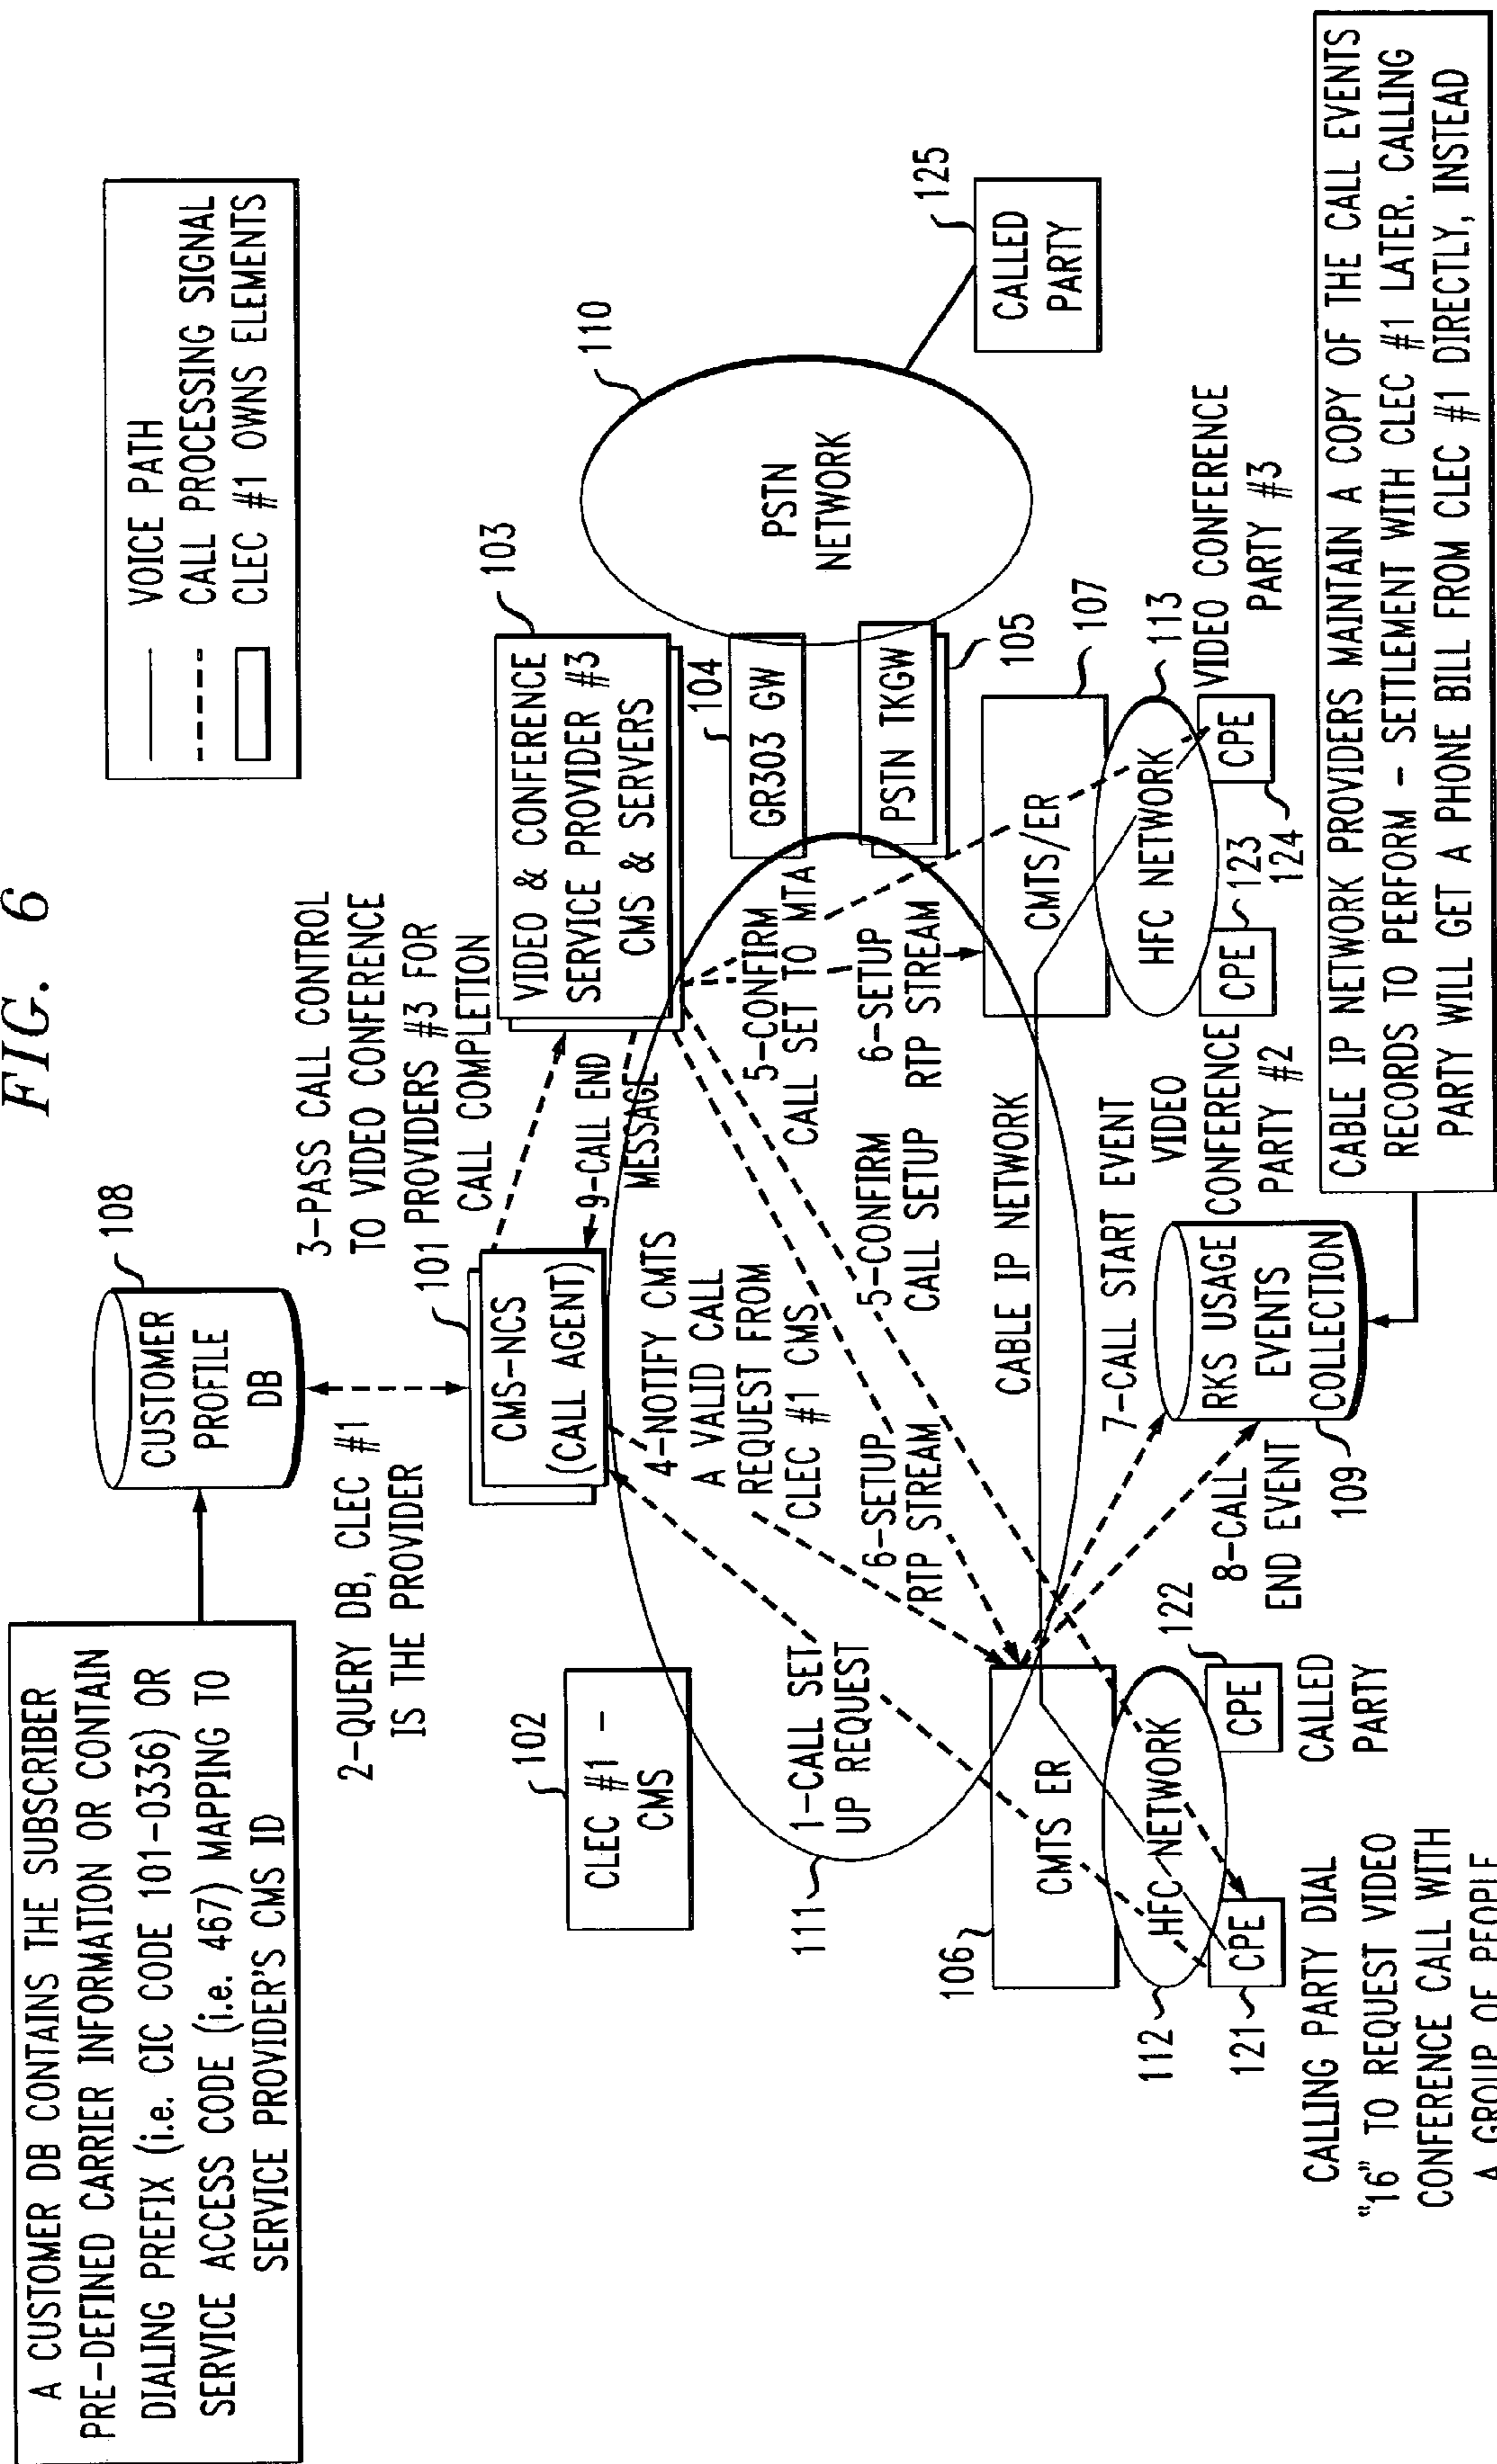 FIG. 6
A CUSTOMER DB CONTAINS THE SUBSCRIBER
PRE-DEFINED CARRIER INFORMATION OR CONTAIN
DIALING PREFIX (i.e. CIC CODE 101-0336) OR
SERVICE ACCESS CODE (i.e. 467) MAPPING TO
SERVICE PROVIDER'S CMS ID
CUSTOMER
PROFILE
DB
108
VOICE PATH
CALL PROCESSING SIGNAL
CLEC #1 OWNS ELEMENTS
2-QUERY DB, CLEC #1
IS THE PROVIDER
3-PASS CALL CONTROL
TO VIDEO CONFERENCE
PROVIDERS #3 FOR
CALL COMPLETION
101
CMS-NCS
(CALL AGENT)
102
CLEC #1 -
CMS
103
VIDEO & CONFERENCE
SERVICE PROVIDER #3
CMS & SERVERS
9-CALL END
MESSAGE
104
GR303 GW
PSTN TKGW
105
110
PSTN
NETWORK
125
CALLED
PARTY
111
1-CALL SET
UP REQUEST
4-NOTIFY CMTS
A VALID CALL
REQUEST FROM
CLEC #1 CMS
5-CONFIRM
CALL SETUP
5-CONFIRM
CALL SET TO MTA
6-SETUP
RTP STREAM
6-SETUP
RTP STREAM
CABLE IP NETWORK
106
CMTS ER
112
HFC NETWORK
121
CPE
122
CPE
CALLED
PARTY
CALLING PARTY DIAL
"16" TO REQUEST VIDEO
CONFERENCE CALL WITH
A GROUP OF PEOPLE
7-CALL START EVENT
8-CALL
END EVENT
109
RKS USAGE
EVENTS
COLLECTION
107
CMTS/ER
113
HFC NETWORK
CPE
123
CPE
124
VIDEO
CONFERENCE
PARTY #2
VIDEO CONFERENCE
PARTY #3
CABLE IP NETWORK PROVIDERS MAINTAIN A COPY OF THE CALL EVENTS
RECORDS TO PERFORM - SETTLEMENT WITH CLEC #1 LATER. CALLING
PARTY WILL GET A PHONE BILL FROM CLEC #1 DIRECTLY, INSTEAD